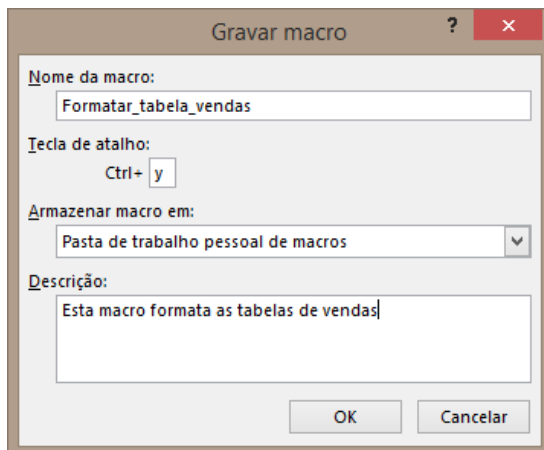 Gravar macro
?
×
Nome da macro:
Formatar_tabela_vendas
Tecla de atalho:
Ctrl+ y
Armazenar macro em:
Pasta de trabalho pessoal de macros
Descrição:
Esta macro formata as tabelas de vendas
OK
Cancelar